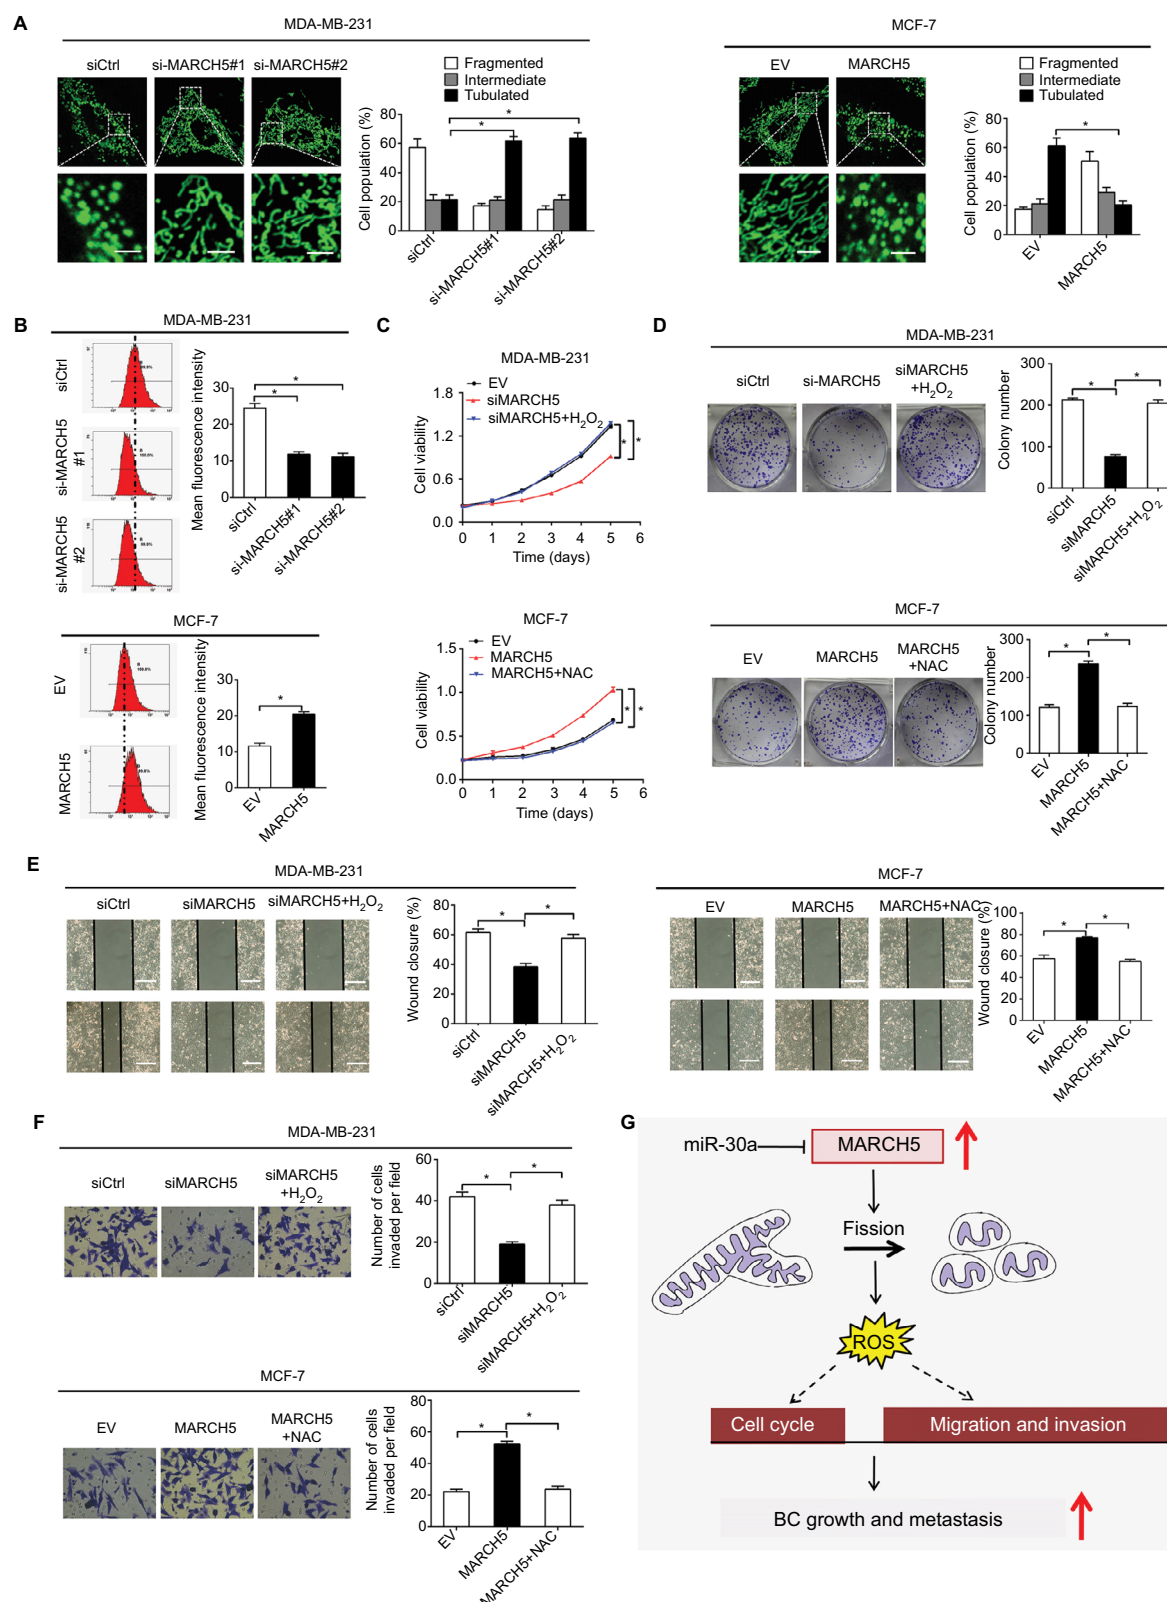 A
MDA-MB-231
siCtrl
si-MARCH5#1
si-MARCH5#2
Fragmented
Intermediate
Tubulated
Cell population (%)
80
60
40
20
0
*
*
siCtrl
si-MARCH5#1
si-MARCH5#2
MCF-7
EV
MARCH5
Fragmented
Intermediate
Tubulated
Cell population (%)
80
60
40
20
0
*
EV
MARCH5
B
MDA-MB-231
siCtrl
si-MARCH5
#1
si-MARCH5
#2
Mean fluorescence intensity
30
20
10
0
*
*
siCtrl
si-MARCH5#1
si-MARCH5#2
MCF-7
EV
MARCH5
Mean fluorescence intensity
30
20
10
0
*
EV
MARCH5
C
MDA-MB-231
EV
siMARCH5
siMARCH5+H2O2
Cell viability
1.8
1.2
0.6
0.0
* *
0 1 2 3 4 5 6
Time (days)
MCF-7
EV
MARCH5
MARCH5+NAC
Cell viability
1.5
1.0
0.5
0.0
* *
0 1 2 3 4 5 6
Time (days)
D
MDA-MB-231
siCtrl
si-MARCH5
siMARCH5
+H2O2
Colony number
300
200
100
0
* *
siCtrl
siMARCH5
siMARCH5+H2O2
MCF-7
EV
MARCH5
MARCH5
+NAC
Colony number
300
200
100
0
* *
EV
MARCH5
MARCH5+NAC
E
MDA-MB-231
siCtrl
siMARCH5
siMARCH5+H2O2
Wound closure (%)
80
60
40
20
0
* *
siCtrl
siMARCH5
siMARCH5+H2O2
MCF-7
EV
MARCH5
MARCH5+NAC
Wound closure (%)
100
80
60
40
20
0
* *
EV
MARCH5
MARCH5+NAC
F
MDA-MB-231
siCtrl
siMARCH5
siMARCH5
+H2O2
Number of cells
invaded per field
60
40
20
0
* *
siCtrl
siMARCH5
siMARCH5+H2O2
MCF-7
EV
MARCH5
MARCH5
+NAC
Number of cells
invaded per field
80
60
40
20
0
* *
EV
MARCH5
MARCH5+NAC
G
miR-30a
MARCH5
Fission
ROS
Cell cycle
Migration and invasion
BC growth and metastasis